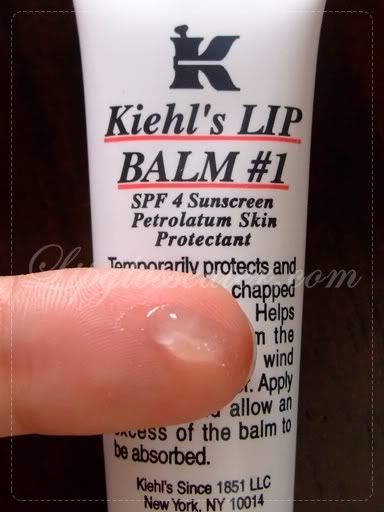 Kiehl's LIP
BALM #1
SPF 4 Sunscreen
Petrolatum Skin
Protectant
Temporarily protects and
chapped
Helps
the
wind
Apply
allow an
of the balm to
be absorbed.
Kiehl's Since 1851 LLC
New York, NY 10014